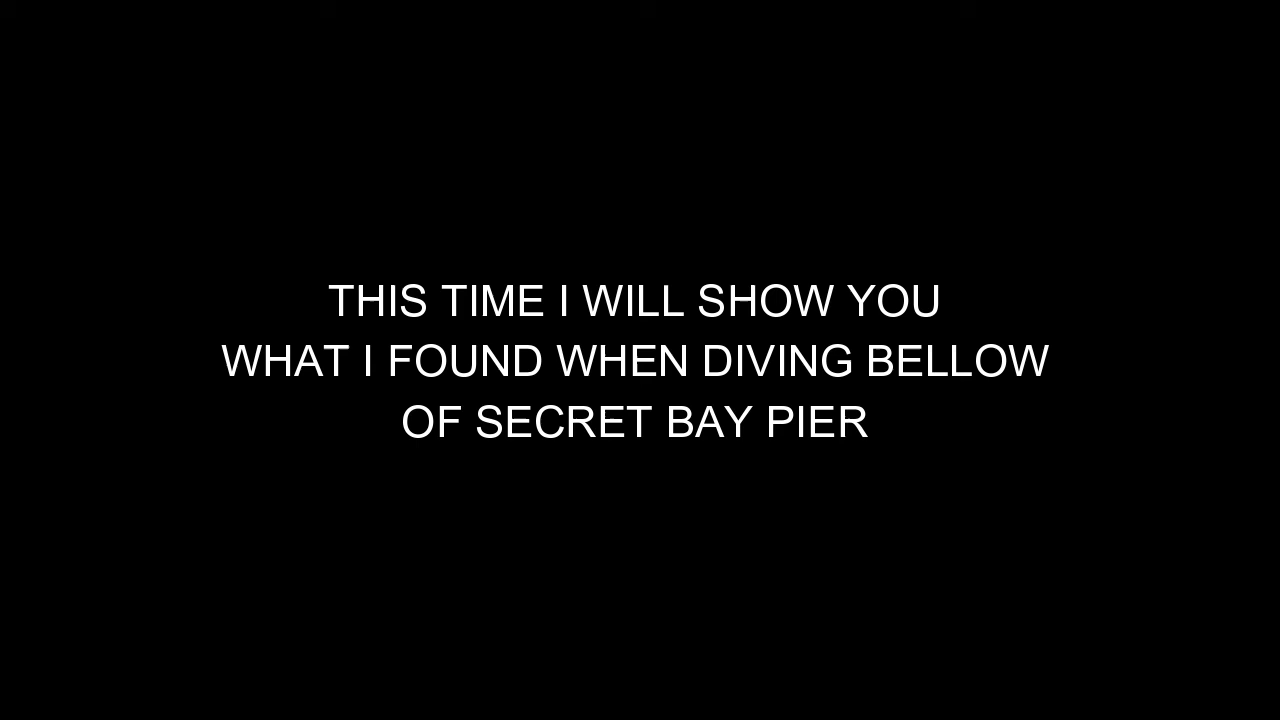 THIS TIME I WILL SHOW YOU
WHAT I FOUND WHEN DIVING BELLOW
OF SECRET BAY PIER